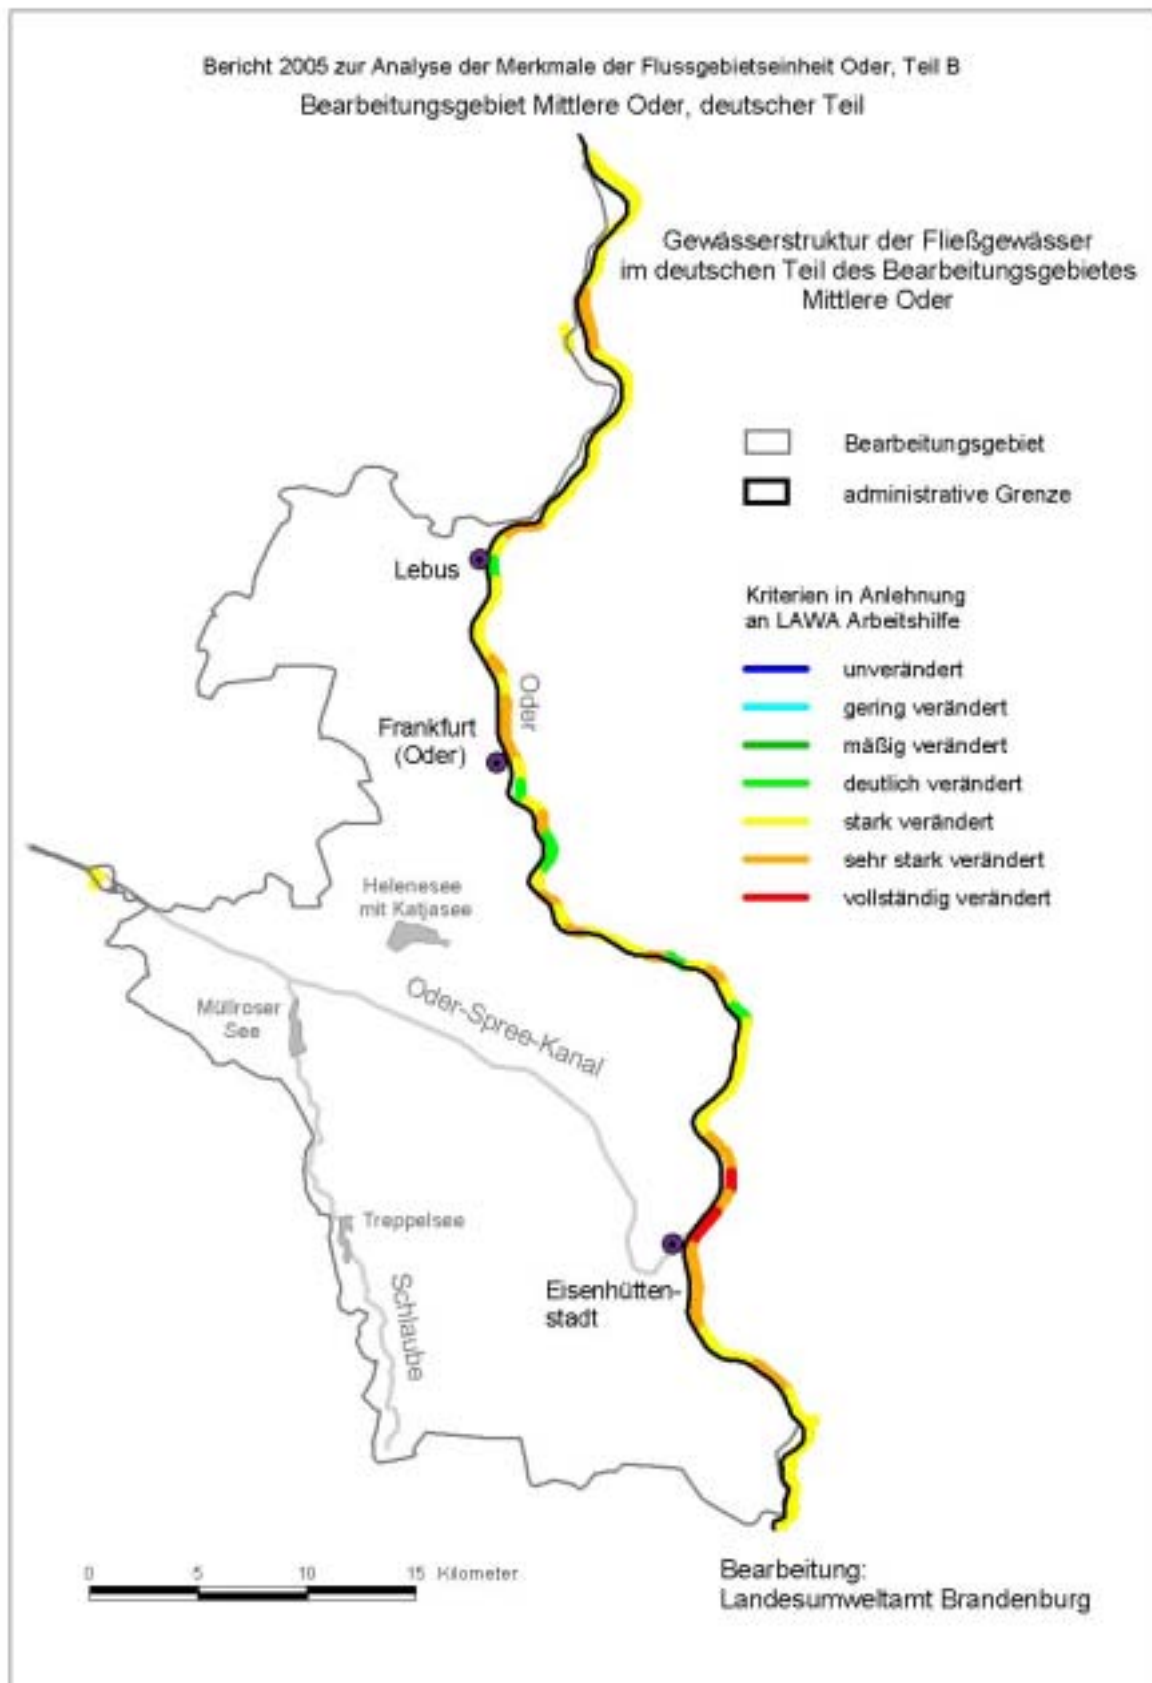 Bericht 2005 zur Analyse der Merkmale der Flussgebietseinheit Oder, Teil B
Bearbeitungsgebiet Mittlere Oder, deutscher Teil
Gewässerstruktur der Fließgewässer
im deutschen Teil des Bearbeitungsgebietes
Mittlere Oder
Bearbeitungsgebiet
administrative Grenze
Lebus
Kriterien in Anlehnung
an LAWA Arbeitshilfe
unverändert
gering verändert
mäßig verändert
deutlich verändert
stark verändert
sehr stark verändert
vollständig verändert
Oder
Frankfurt
(Oder)
Helenesee
mit Katjasee
Oder-Spree-Kanal
Müllroser
See
Treppelsee
Schlaube
Eisenhütten-
stadt
0 5 10 15 Kilometer
Bearbeitung:
Landesumweltamt Brandenburg